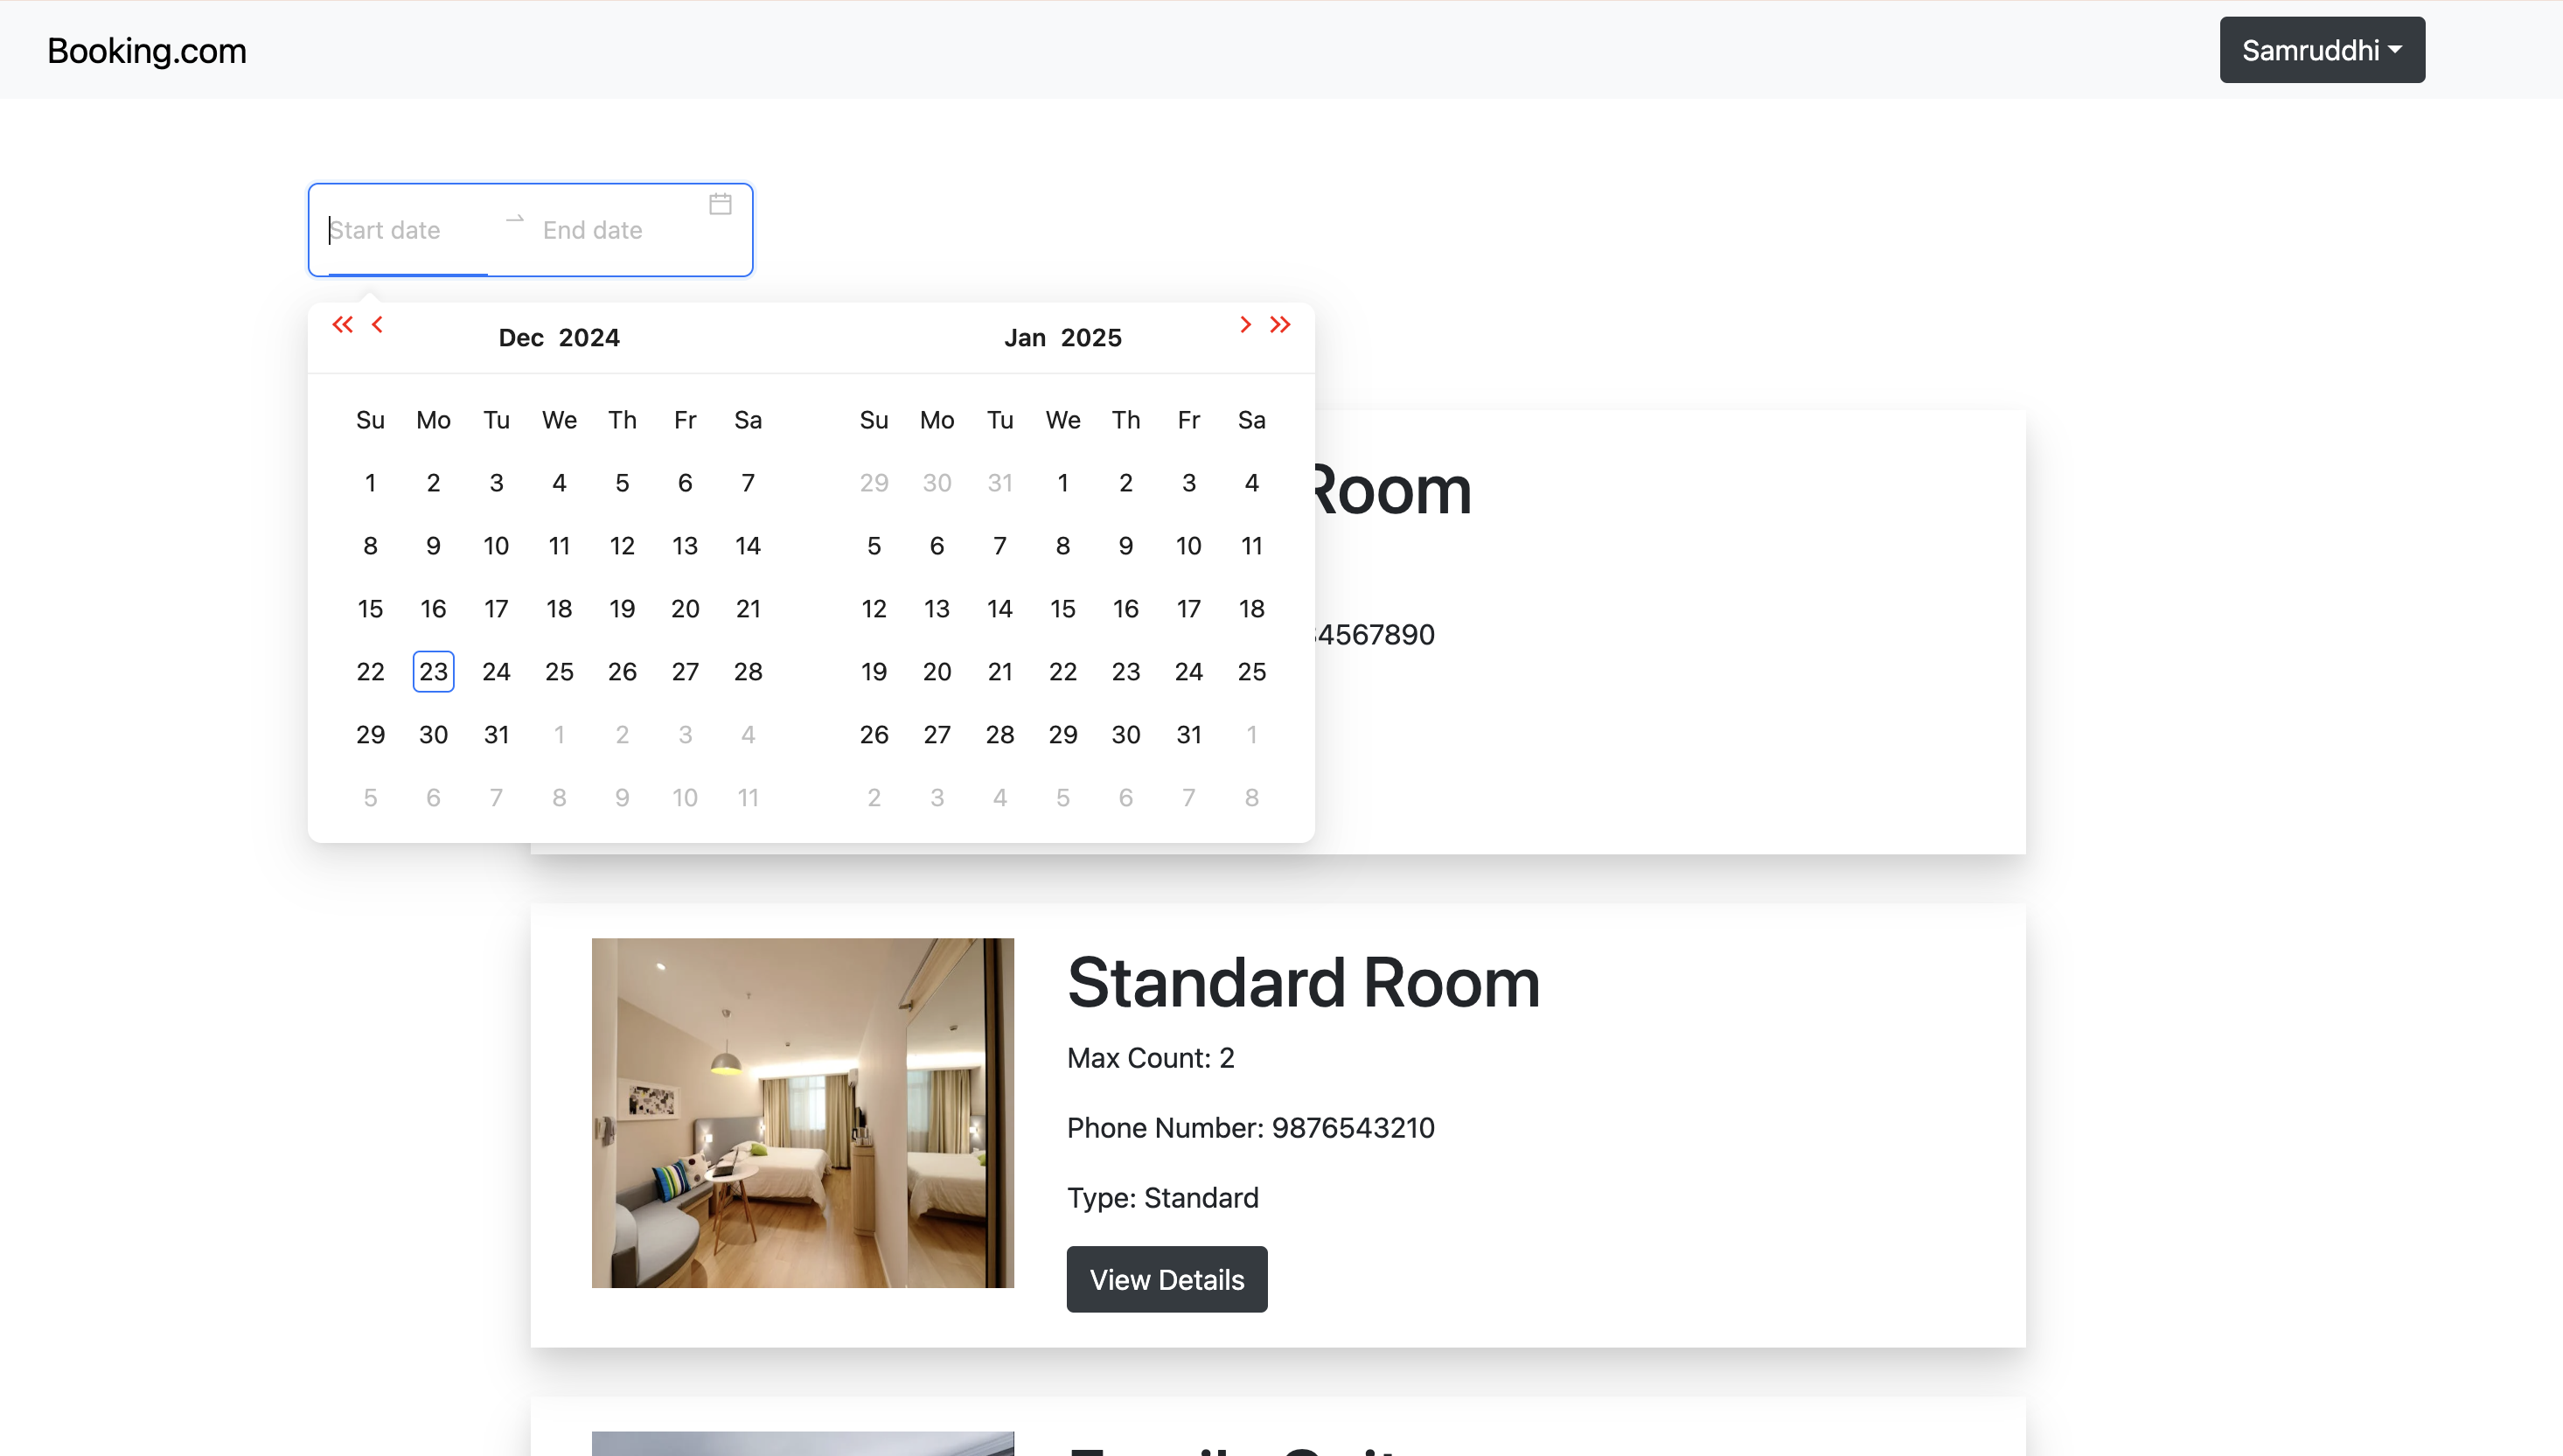 Booking.com
Samruddhi
Start date
End date
Dec 2024
Jan 2025
Su Mo Tu We Th Fr Sa
Su Mo Tu We Th Fr Sa
1 2 3 4 5 6 7
29 30 31 1 2 3 4
8 9 10 11 12 13 14
5 6 7 8 9 10 11
15 16 17 18 19 20 21
12 13 14 15 16 17 18
22 23 24 25 26 27 28
19 20 21 22 23 24 25
29 30 31 1 2 3 4
26 27 28 29 30 31 1
5 6 7 8 9 10 11
2 3 4 5 6 7 8
Room
4567890
Standard Room
Max Count: 2
Phone Number: 9876543210
Type: Standard
View Details